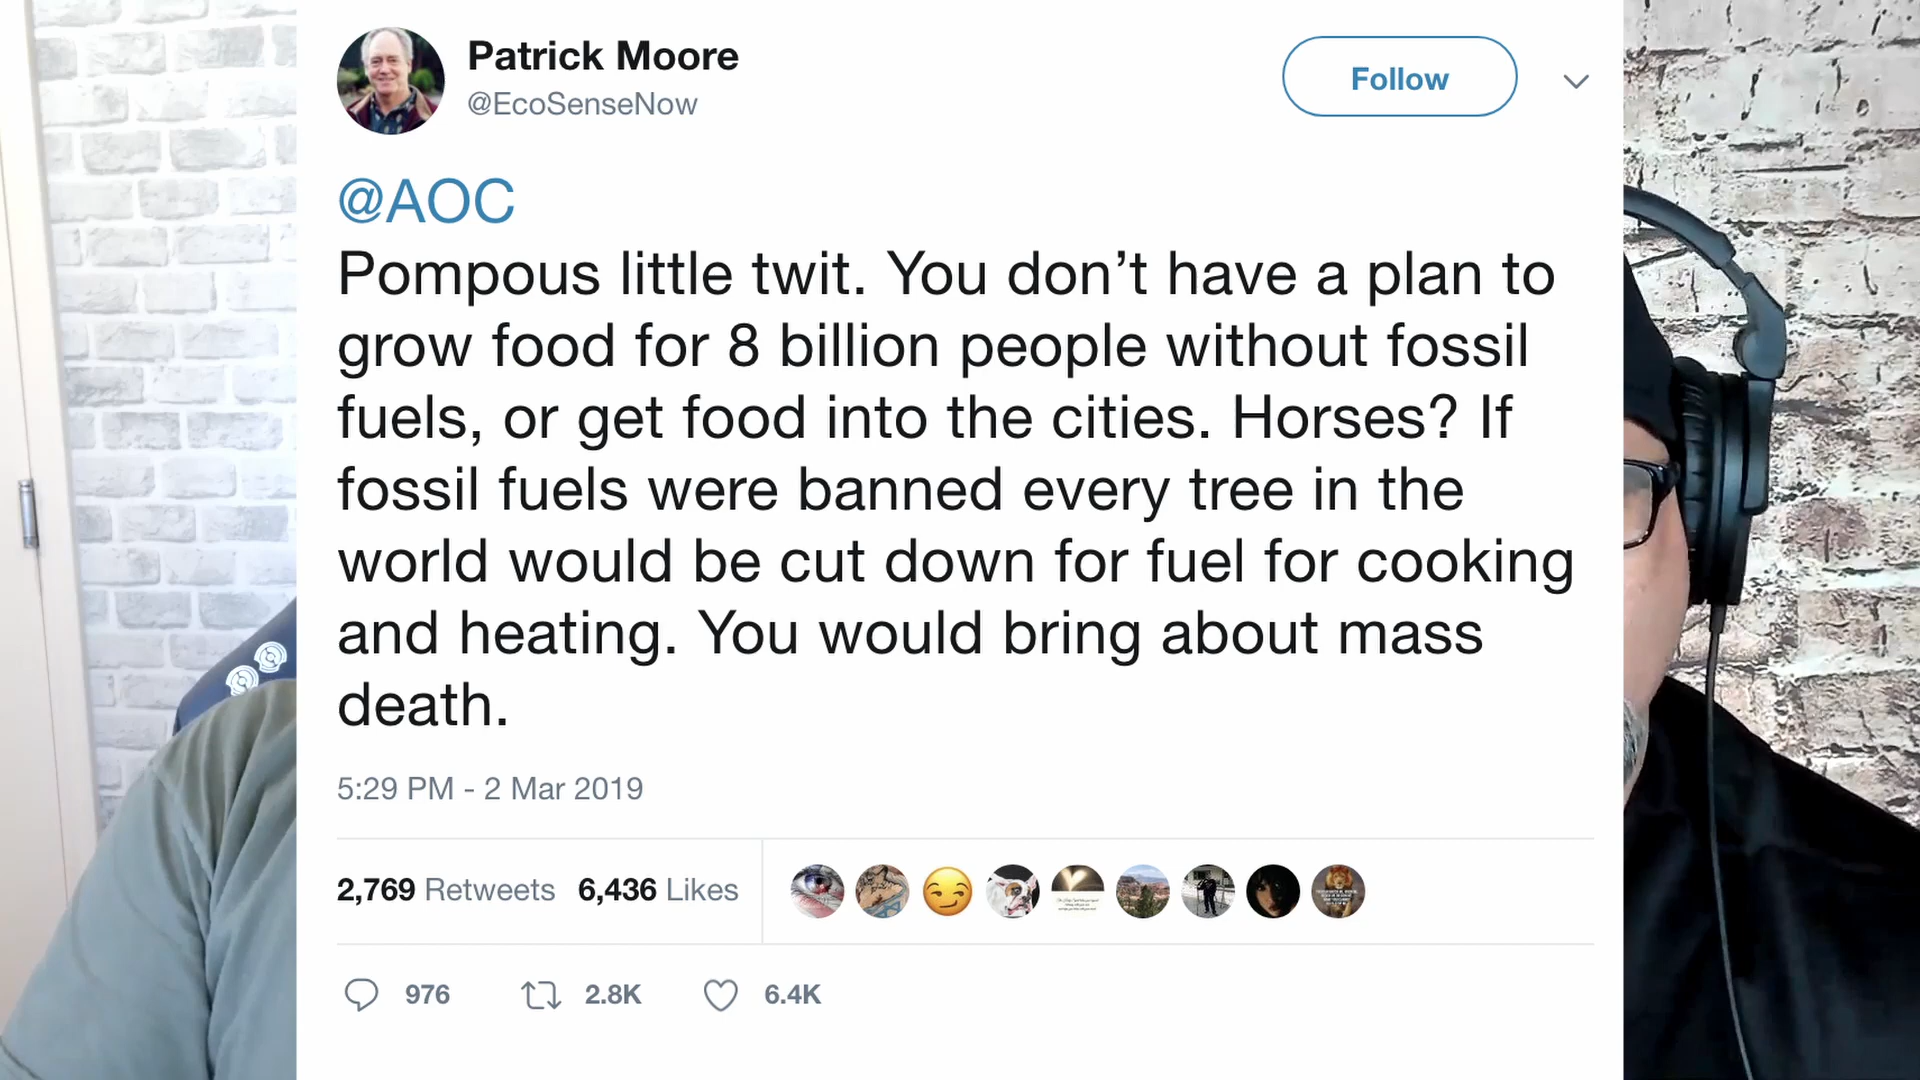 Patrick Moore
@EcoSenseNow
Follow
@AOC
Pompous little twit. You don’t have a plan to
grow food for 8 billion people without fossil
fuels, or get food into the cities. Horses? If
fossil fuels were banned every tree in the
world would be cut down for fuel for cooking
and heating. You would bring about mass
death.
5:29 PM - 2 Mar 2019
2,769 Retweets 6,436 Likes
976 2.8K 6.4K